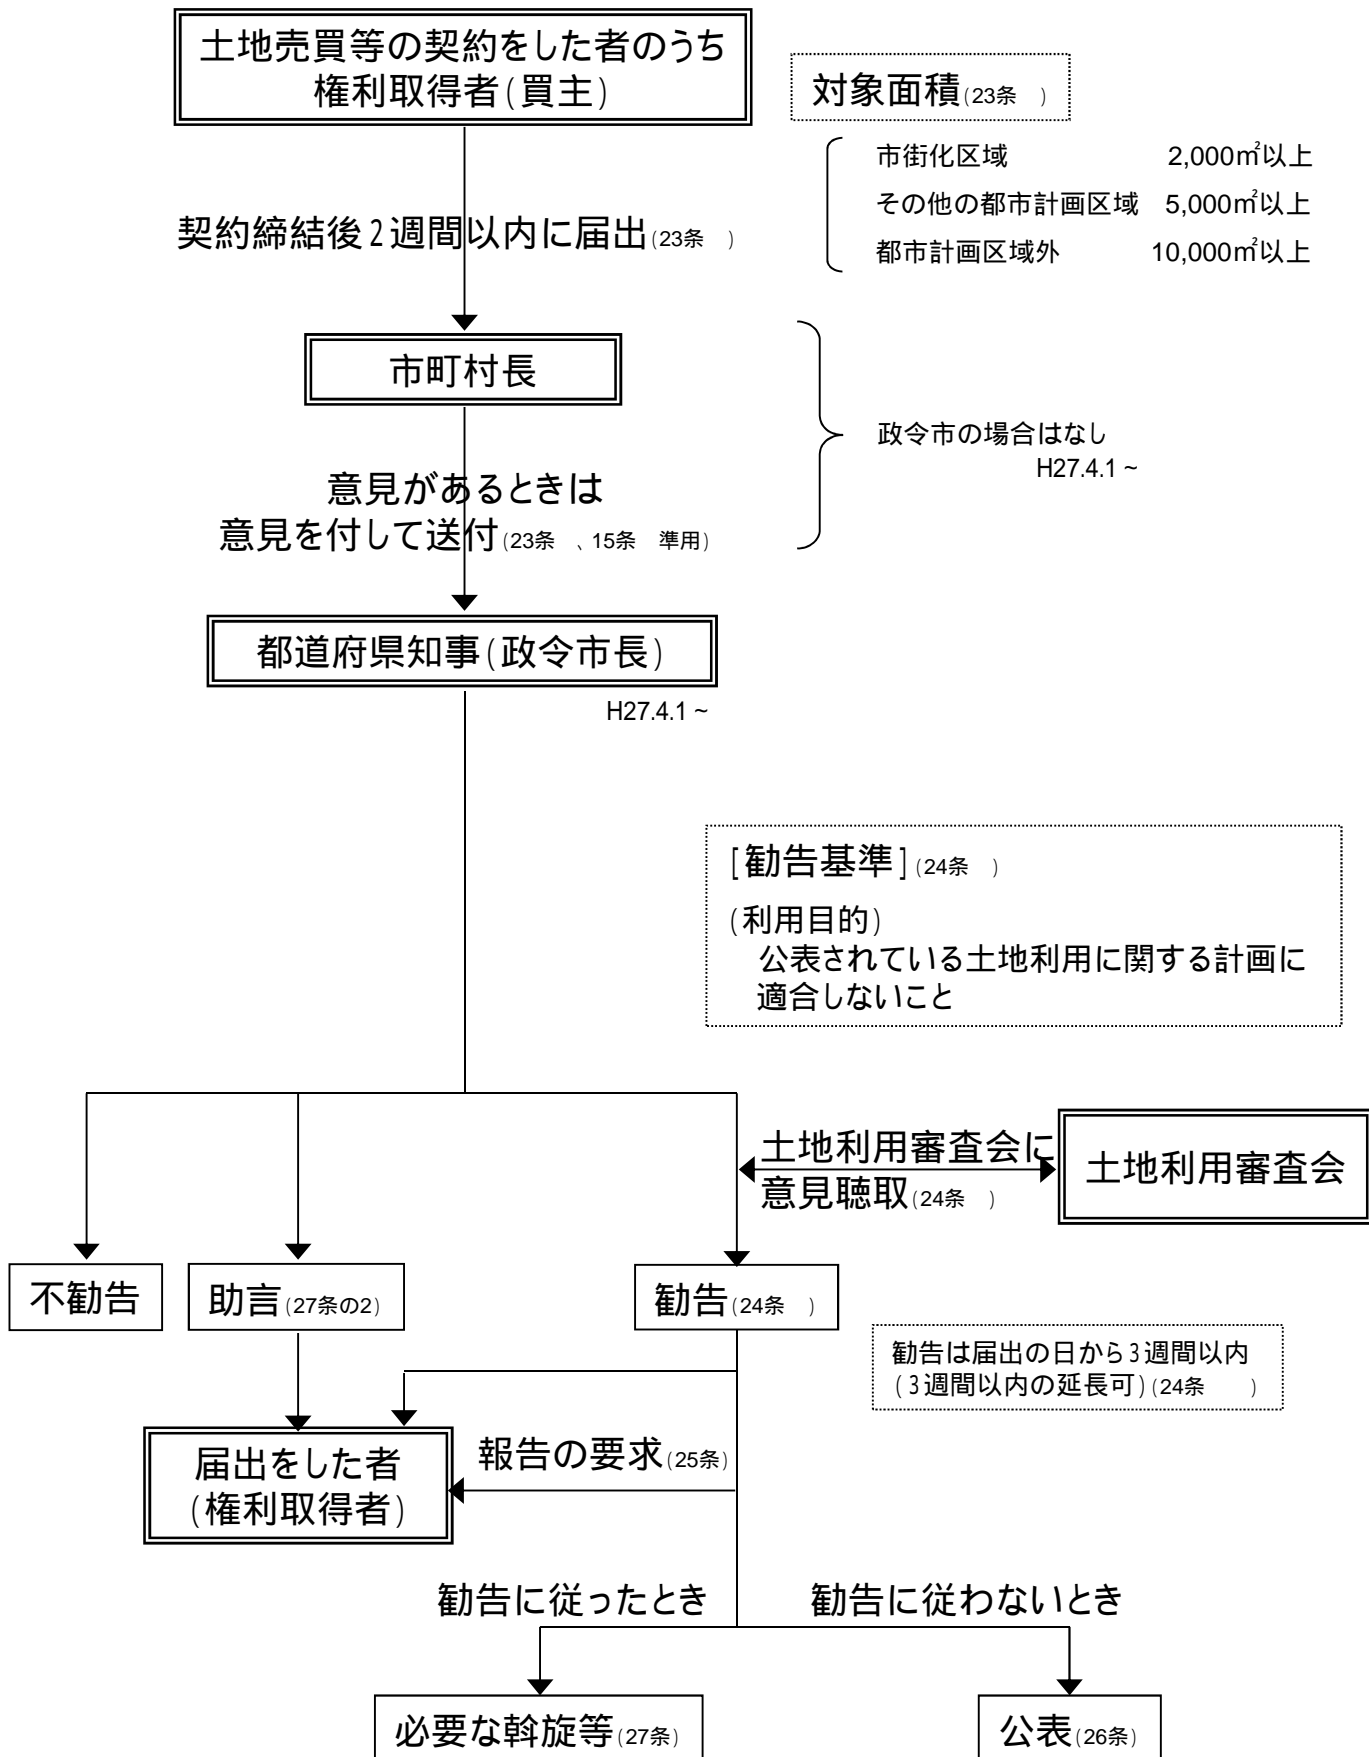 土地売買等の契約をした者のうち
権利取得者(買主)
対象面積(23条　)
市街化区域　2,000㎡以上
その他の都市計画区域　5,000㎡以上
都市計画区域外　10,000㎡以上
契約締結後2週間以内に届出(23条　)
市町村長
政令市の場合はなし
H27.4.1 ~
意見があるときは
意見を付して送付(23条　、15条　準用)
都道府県知事(政令市長)
H27.4.1 ~
[勧告基準](24条　)
(利用目的)
公表されている土地利用に関する計画に
適合しないこと
土地利用審査会に
意見聴取(24条　)
土地利用審査会
不勧告
助言(27条の2)
勧告(24条　)
勧告は届出の日から3週間以内
(3週間以内の延長可)(24条　　)
届出をした者
(権利取得者)
報告の要求(25条)
勧告に従ったとき
勧告に従わないとき
必要な斡旋等(27条)
公表(26条)